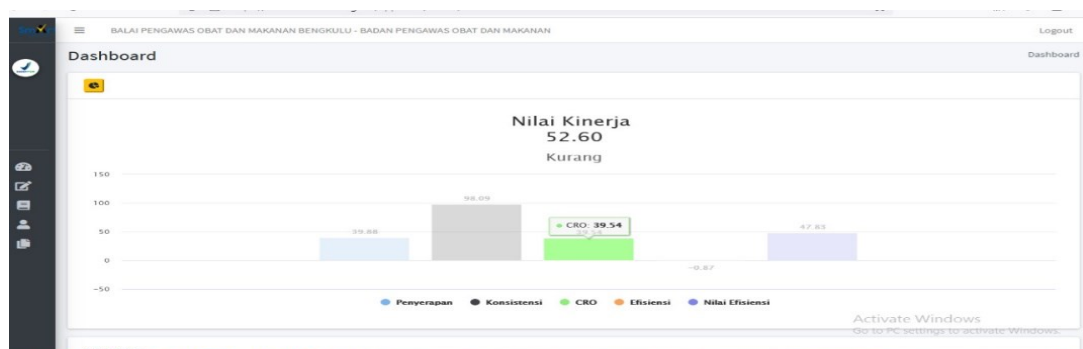 BALAI PENGAWAS OBAT DAN MAKANAN BENGKULU - BADAN PENGAWAS OBAT DAN MAKANAN
Logout
Dashboard
Dashboard
Nilai Kinerja
52.60
Kurang
150
100
50
0
-50
39.88
98.09
CRO: 39.54
39.54
-0.87
47.83
Penyerapan
Konsistensi
CRO
Efisiensi
Nilai Efisiensi
Activate Windows
Go to PC settings to activate Windows.